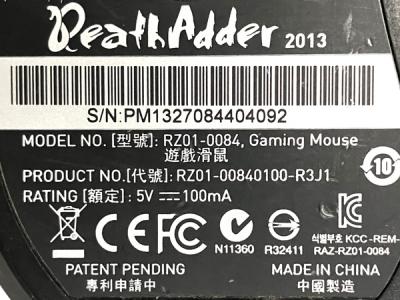 DeathAdder 2013
S/N:PM1327084404092
MODEL NO. [型號]: RZ01-0084, Gaming Mouse
遊戲滑鼠
PRODUCT NO.[代號]: RZ01-00840100-R3J1
RATING [額定]: 5V ⎓ 100mA
10
CE FC N11360 R32411 식별부호 KCC-REM-
RAZ-RZ01-0084
PATENT PENDING MADE IN CHINA
專利申請中 中國製造